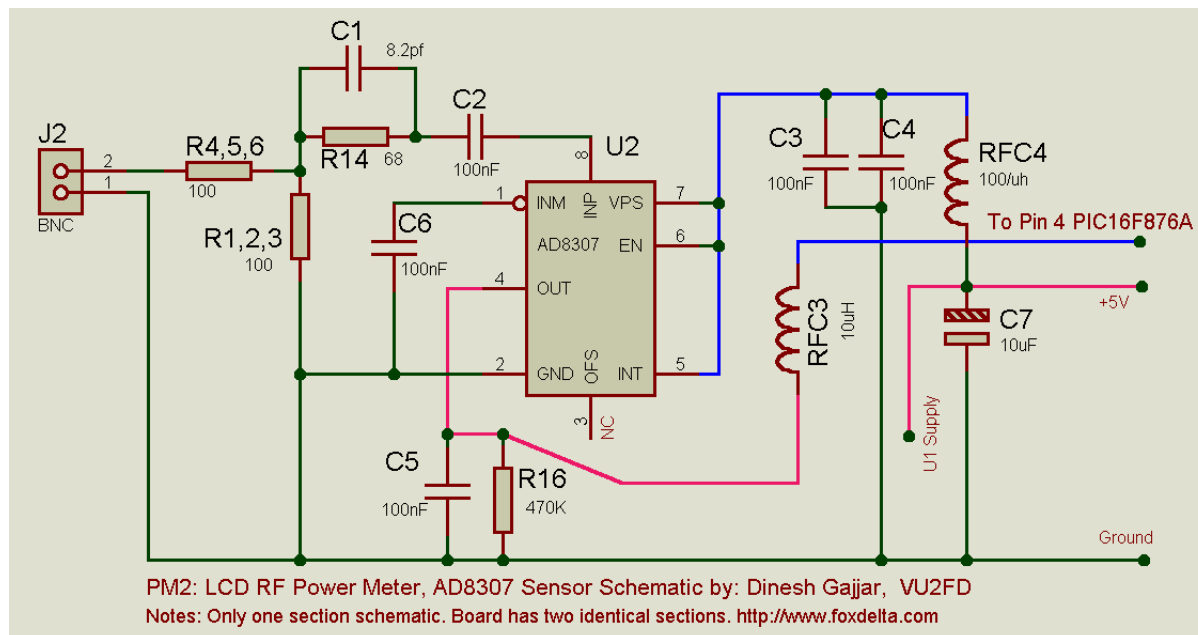 C1
8.2pf
C2
100nF
U2
J2
2
1
BNC
R4,5,6
100
R14
68
R1,2,3
100
C6
100nF
8
1
INM
INP
VPS
7
AD8307
EN
6
4
OUT
2
GND
OFS
INT
5
3
NC
C3
100nF
C4
100nF
RFC4
100/uh
To Pin 4 PIC16F876A
RFC3
10uH
+5V
C7
10uF
U1 Supply
C5
100nF
R16
470K
Ground
PM2: LCD RF Power Meter, AD8307 Sensor Schematic by: Dinesh Gajjar, VU2FD
Notes: Only one section schematic. Board has two identical sections. http://www.foxdelta.com